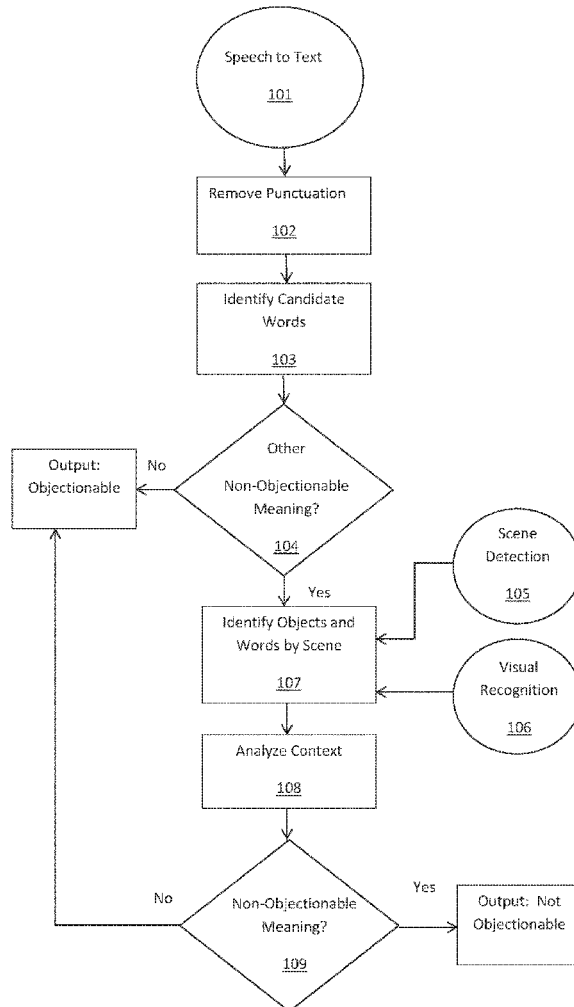 Speech to Text
101
Remove Punctuation
102
Identify Candidate
Words
103
Other
Non-Objectionable
Meaning?
104
No
Output:
Objectionable
Yes
Scene
Detection
105
Identify Objects and
Words by Scene
107
Visual
Recognition
106
Analyze Context
108
No
Non-Objectionable
Meaning?
109
Yes
Output: Not
Objectionable